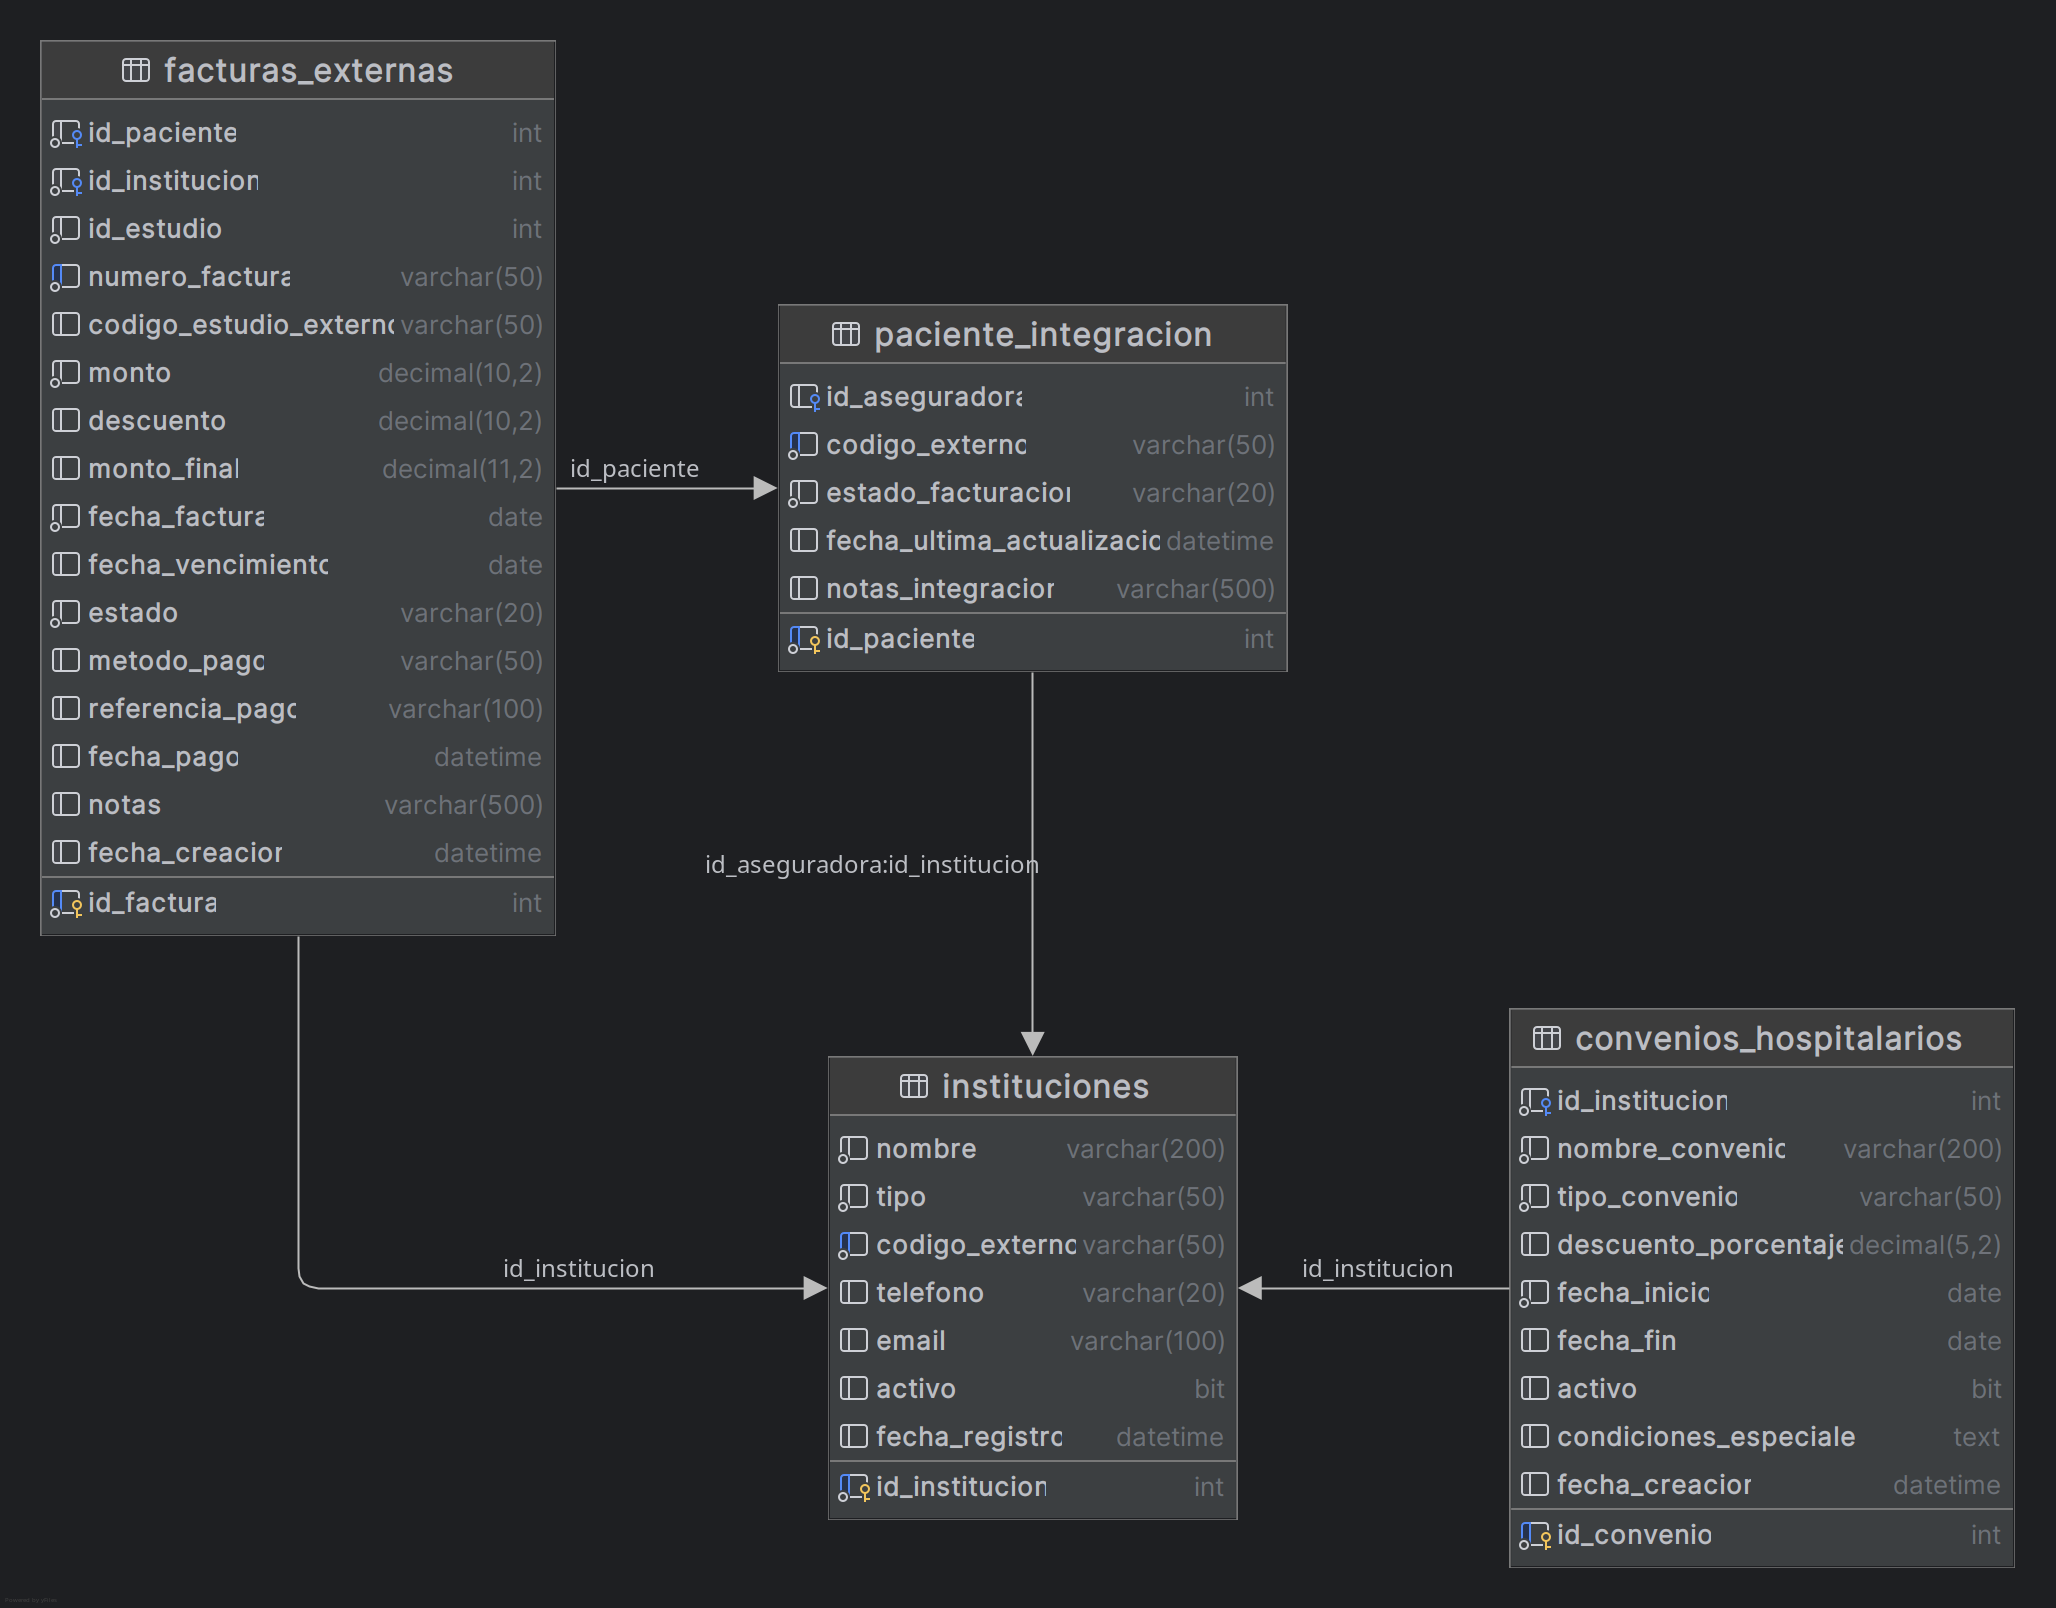 facturas_externas
id_paciente int
id_institucion int
id_estudio int
numero_factura varchar(50)
codigo_estudio_externo varchar(50)
monto decimal(10,2)
descuento decimal(10,2)
monto_final decimal(11,2)
fecha_factura date
fecha_vencimiento date
estado varchar(20)
metodo_pago varchar(50)
referencia_pago varchar(100)
fecha_pago datetime
notas varchar(500)
fecha_creacion datetime
id_factura int
id_paciente
paciente_integracion
id_aseguradora int
codigo_externo varchar(50)
estado_facturacion varchar(20)
fecha_ultima_actualizacio datetime
notas_integracion varchar(500)
id_paciente int
id_aseguradora:id_institucion
id_institucion
instituciones
nombre varchar(200)
tipo varchar(50)
codigo_externo varchar(50)
telefono varchar(20)
email varchar(100)
activo bit
fecha_registro datetime
id_institucion int
id_institucion
convenios_hospitalarios
id_institucion int
nombre_convenio varchar(200)
tipo_convenio varchar(50)
descuento_porcentaje decimal(5,2)
fecha_inicio date
fecha_fin date
activo bit
condiciones_especiale text
fecha_creacion datetime
id_convenio int